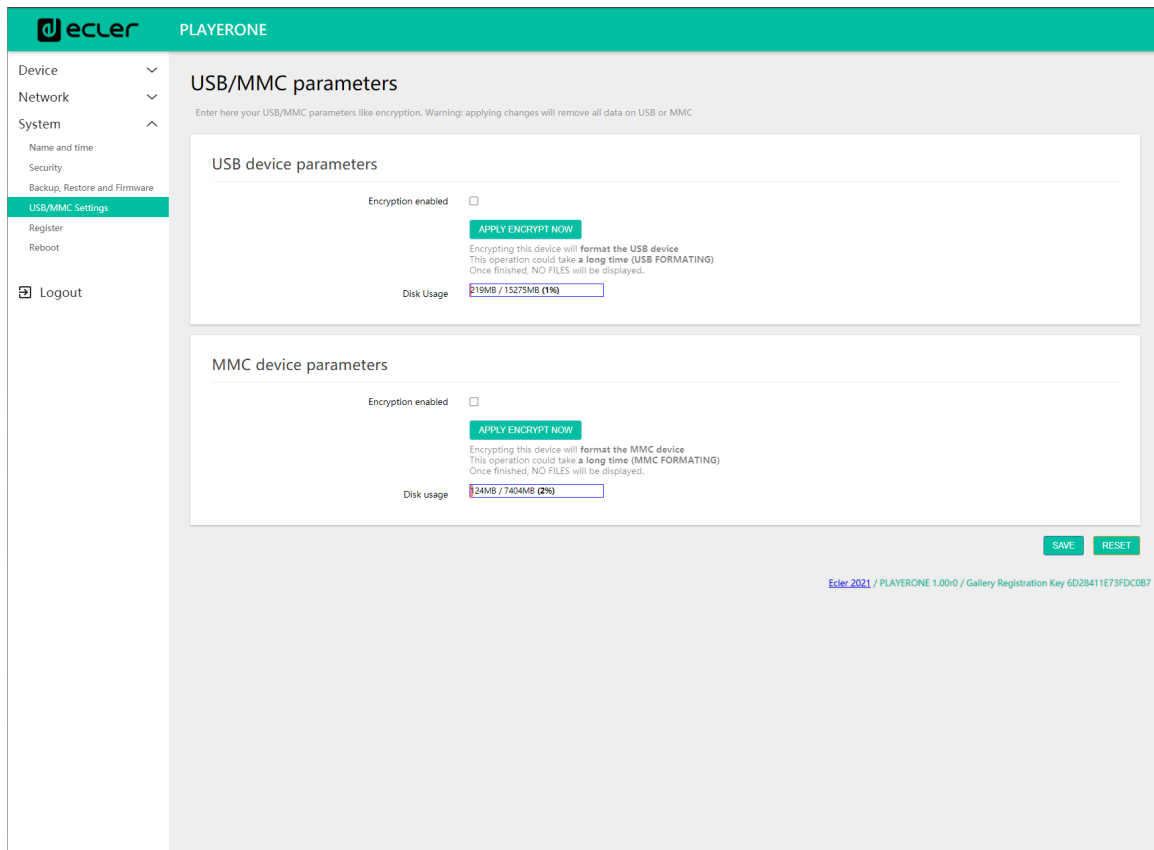 ecler
PLAYERONE
Device
Network
System
Name and time
Security
Backup, Restore and Firmware
USB/MMC Settings
Register
Reboot
Logout
USB/MMC parameters
Enter here your USB/MMC parameters like encryption. Warning: applying changes will remove all data on USB or MMC
USB device parameters
Encryption enabled
APPLY ENCRYPT NOW
Encrypting this device will format the USB device
This operation could take a long time (USB FORMATING)
Once finished, NO FILES will be displayed.
Disk Usage
219MB / 15275MB (1%)
MMC device parameters
Encryption enabled
APPLY ENCRYPT NOW
Encrypting this device will format the MMC device
This operation could take a long time (MMC FORMATING)
Once finished, NO FILES will be displayed.
Disk usage
124MB / 7404MB (2%)
SAVE
RESET
Ecler 2021 / PLAYERONE 1.00r0 / Gallery Registration Key 6D28411E73FDC0B7